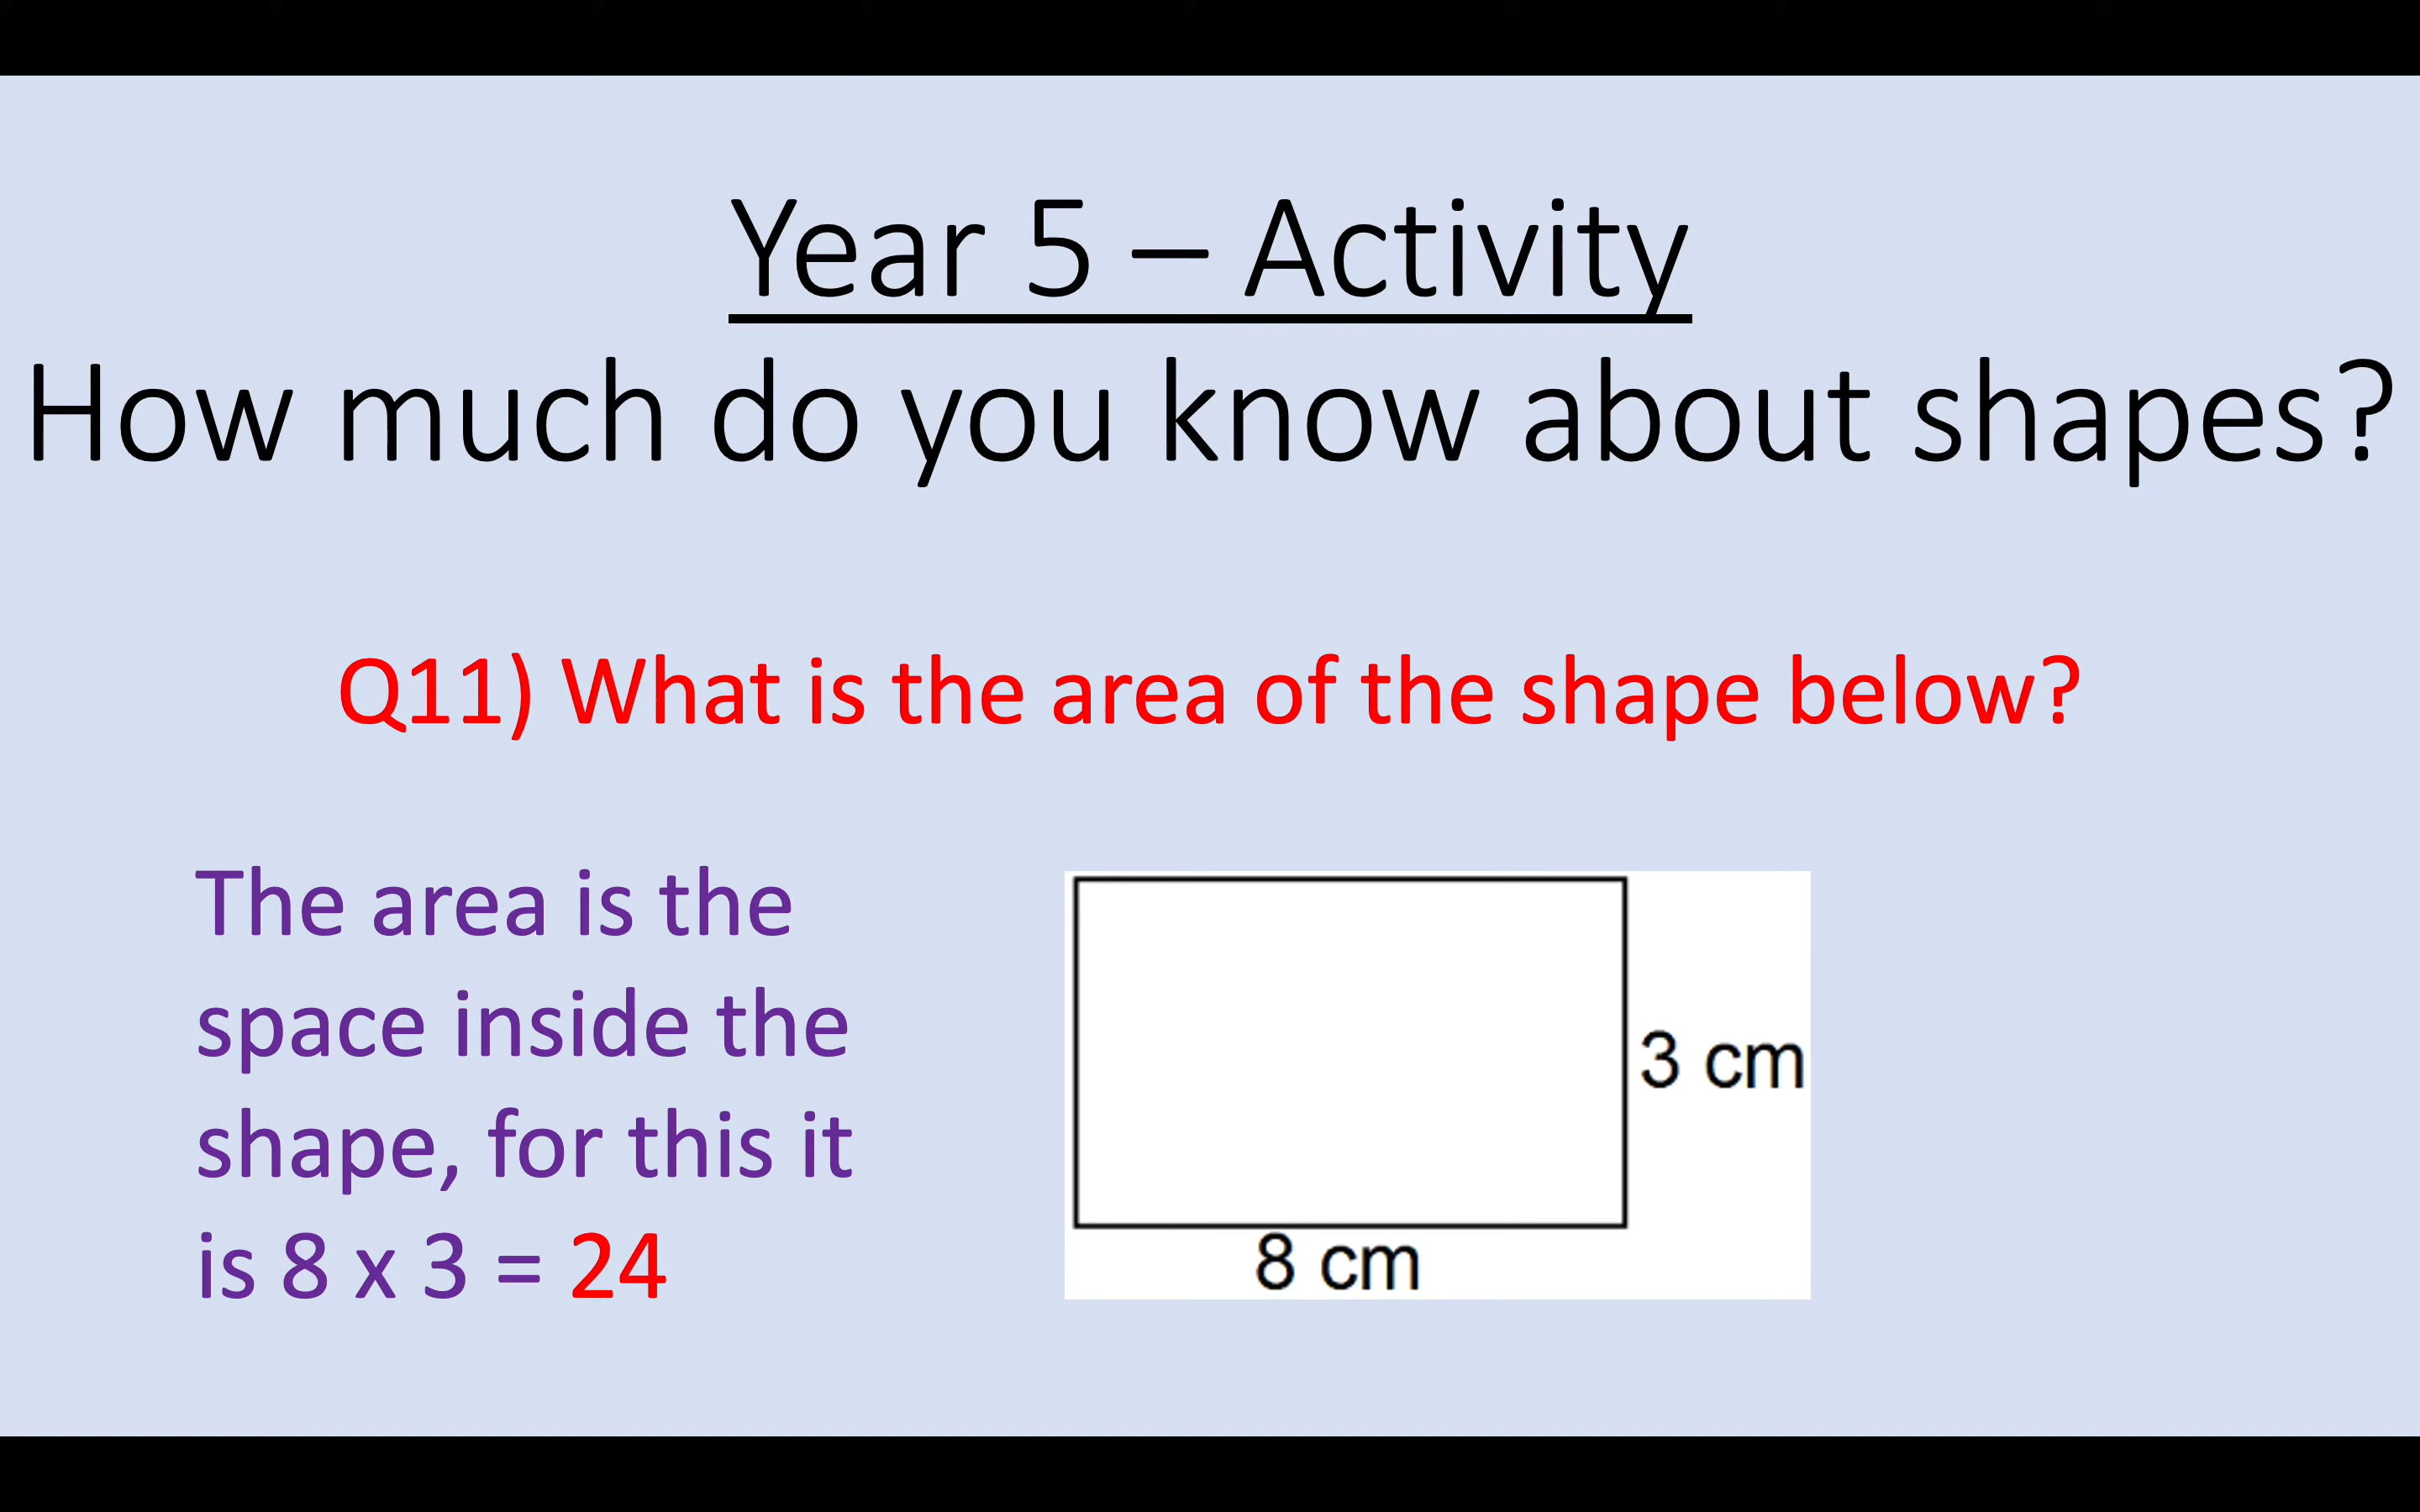 Year 5 – Activity
How much do you know about shapes?
Q11) What is the area of the shape below?
The area is the
space inside the
shape, for this it
is 8 x 3 = 24
3 cm
8 cm